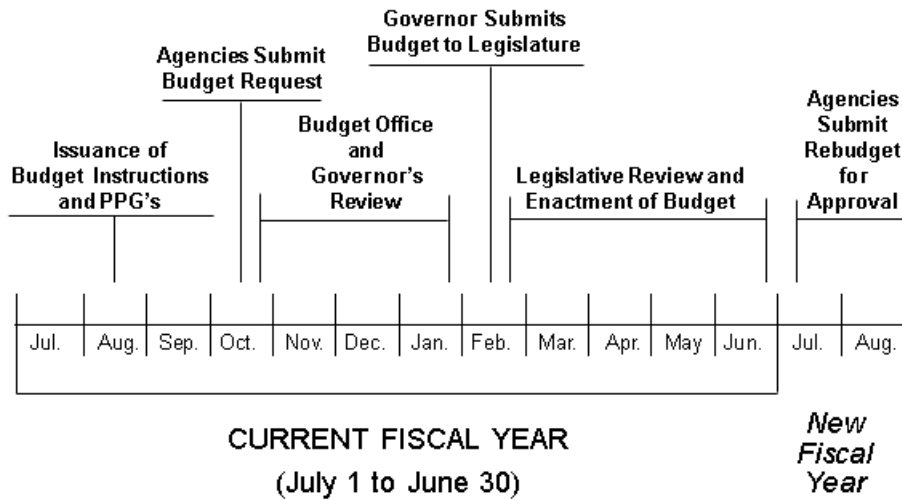 Governor Submits
Budget to Legislature
Agencies Submit
Budget Request
Agencies
Submit
Rebudget
for
Approval
Budget Office
and
Governor's
Review
Issuance of
Budget Instructions
and PPG's
Legislative Review and
Enactment of Budget
Jul. Aug. Sep. Oct. Nov. Dec. Jan. Feb. Mar. Apr. May Jun. Jul. Aug.
CURRENT FISCAL YEAR
(July 1 to June 30)
New
Fiscal
Year